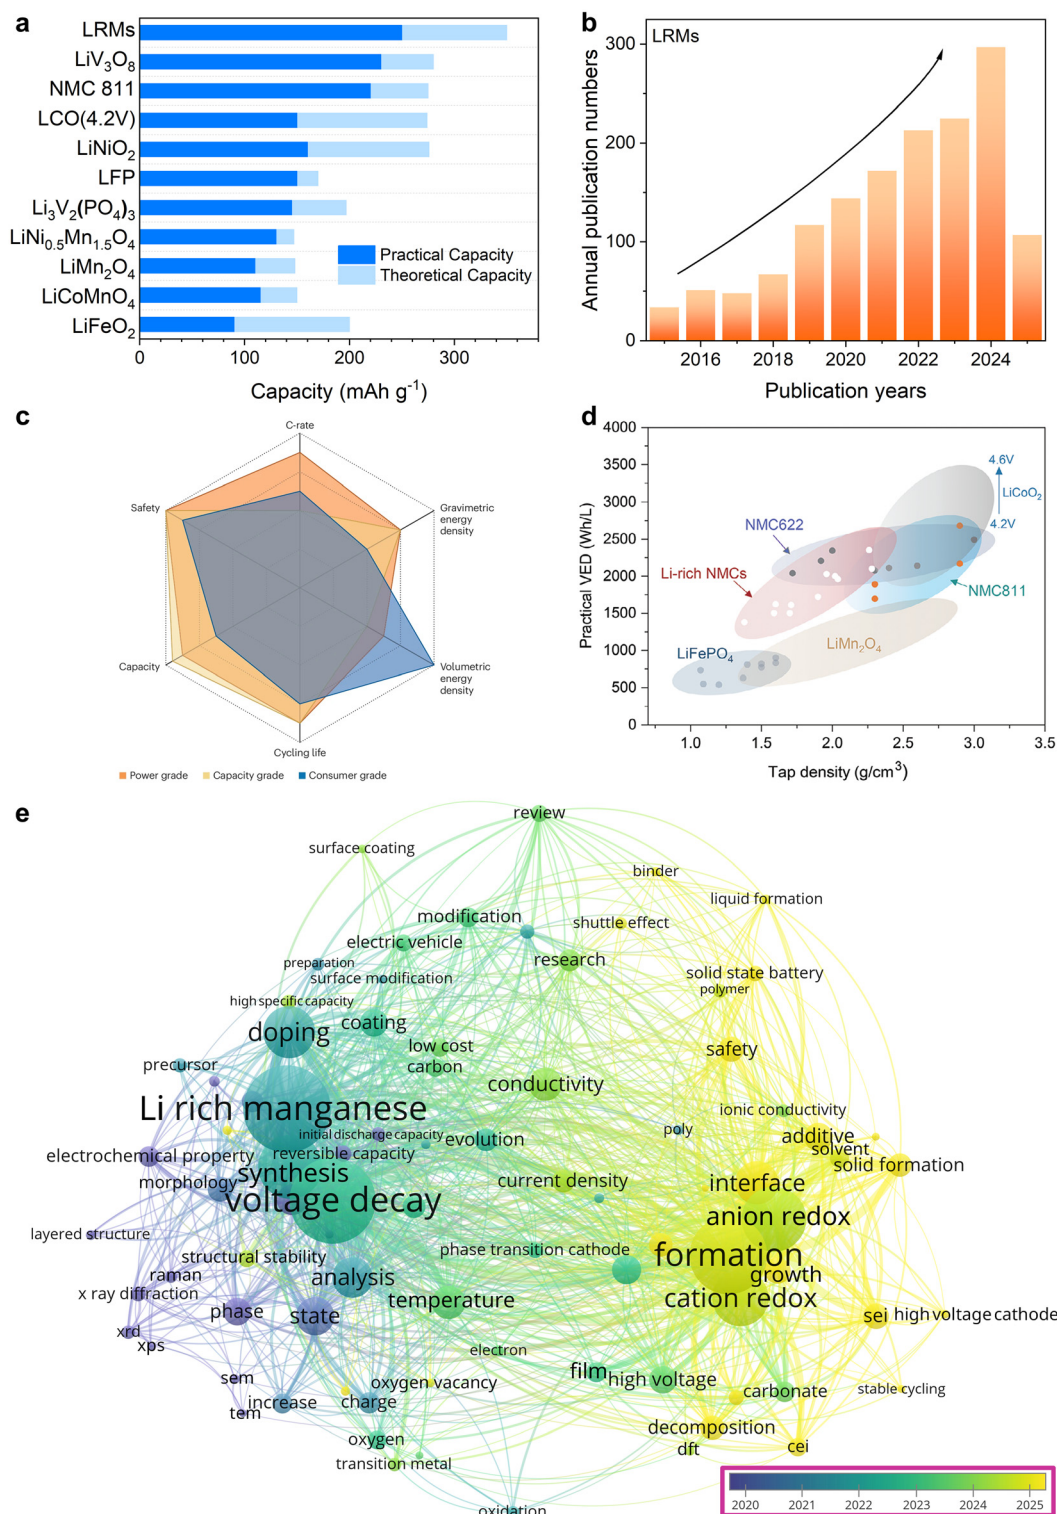 a
LRMs
LiV3O8
NMC 811
LCO(4.2V)
LiNiO2
LFP
Li3V2(PO4)3
LiNi0.5Mn1.5O4
LiMn2O4
LiCoMnO4
LiFeO2
Practical Capacity
Theoretical Capacity
0 100 200 300
Capacity (mAh g-1)
b
LRMs
Annual publication numbers
300
200
100
0
2016 2018 2020 2022 2024
Publication years
c
C-rate
Safety
Gravimetric
energy
density
Capacity
Volumetric
energy
density
Cycling life
Power grade Capacity grade Consumer grade
d
Practical VED (Wh/L)
4000
3500
3000
2500
2000
1500
1000
500
0
4.6V
LiCoO2
4.2V
NMC622
Li-rich NMCs
NMC811
LiMn2O4
LiFePO4
1.0 1.5 2.0 2.5 3.0 3.5
Tap density (g/cm3)
e
review
surface coating
binder
liquid formation
modification
shuttle effect
electric vehicle
research
preparation
surface modification
solid state battery
polymer
high specific capacity
doping
coating
low cost
carbon
safety
precursor
conductivity
Li rich manganese
ionic conductivity
initial discharge capacity
evolution
poly
additive
solvent
electrochemical property
reversible capacity
solid formation
synthesis
morphology
current density
interface
voltage decay
anion redox
layered structure
structural stability
phase transition cathode
formation
raman
analysis
growth
x ray diffraction
temperature
cation redox
phase
state
sei
high voltage cathode
xrd
xps
electron
sem
oxygen vacancy
film
high voltage
carbonate
stable cycling
tem
increase
charge
decomposition
oxygen
dft
cei
transition metal
oxidation
2020 2021 2022 2023 2024 2025